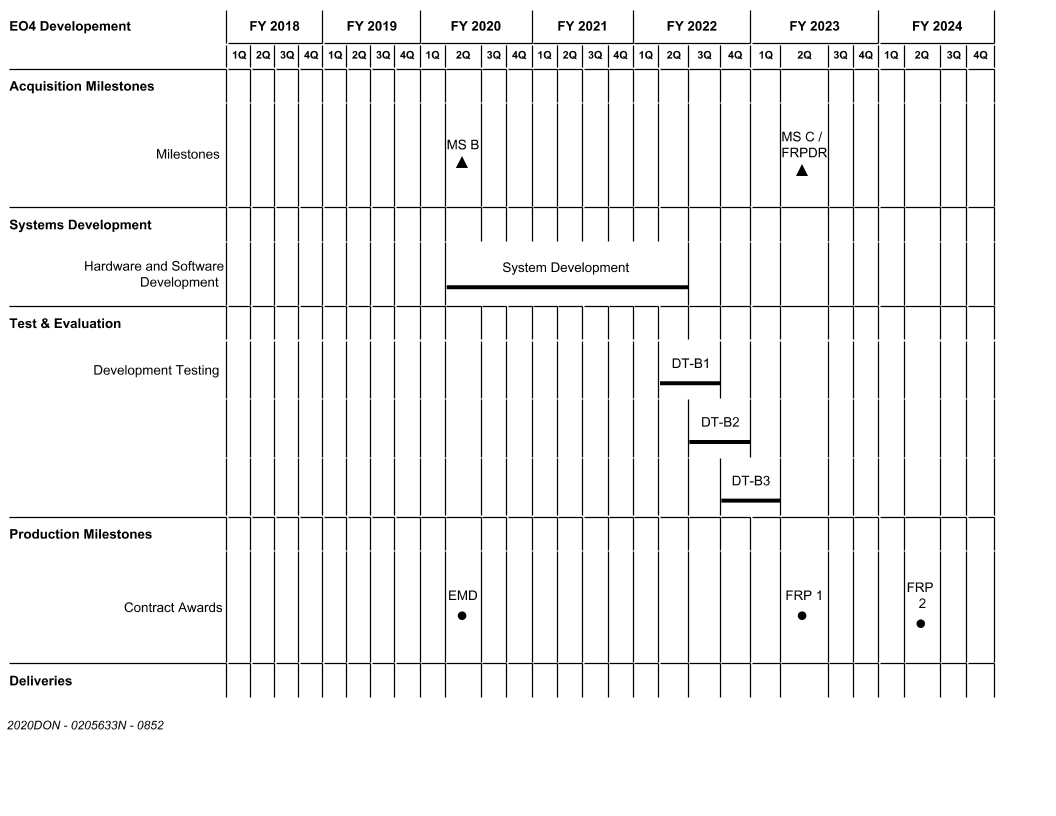 EO4 Developement FY 2018 FY 2019 FY 2020 FY 2021 FY 2022 FY 2023 FY 2024
1Q 2Q 3Q 4Q 1Q 2Q 3Q 4Q 1Q 2Q 3Q 4Q 1Q 2Q 3Q 4Q 1Q 2Q 3Q 4Q 1Q 2Q 3Q 4Q 1Q 2Q 3Q 4Q
Acquisition Milestones
Milestones
MS B
MS C /
FRPDR
Systems Development
Hardware and Software
Development
System Development
Test & Evaluation
Development Testing
DT-B1
DT-B2
DT-B3
Production Milestones
Contract Awards
EMD
FRP 1
FRP
2
Deliveries
2020DON - 0205633N - 0852